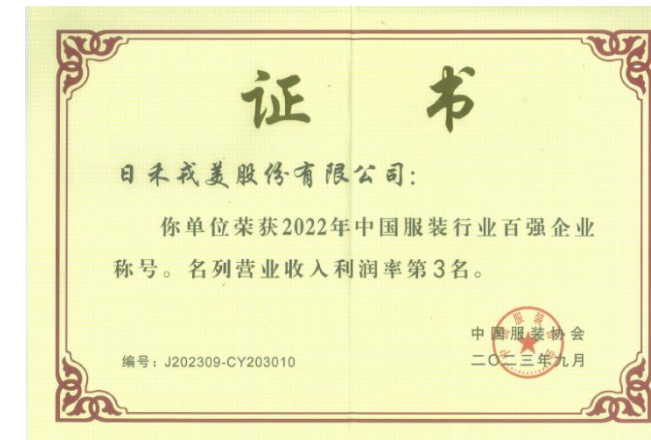 证 书
日禾戎美股份有限公司：
你单位荣获2022年中国服装行业百强企业
称号。名列营业收入利润率第3名。
中国服装协会
编号：J202309-CY203010
二〇二三年九月